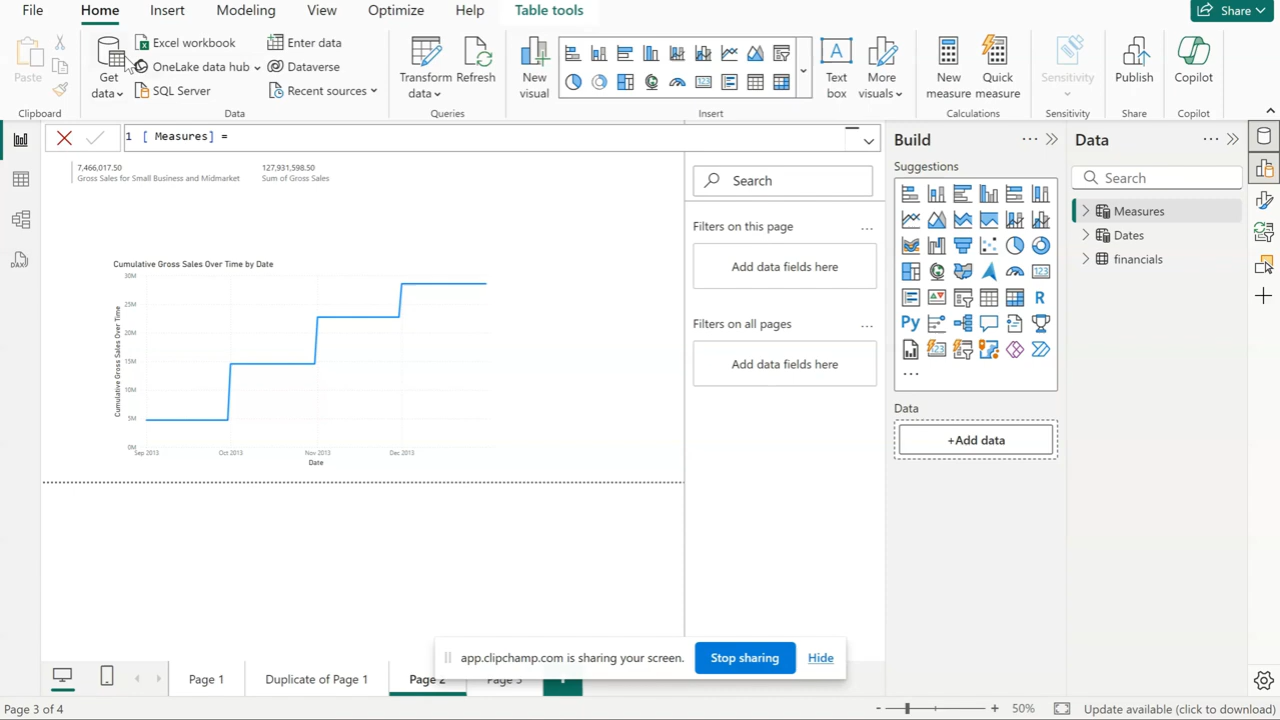 File Home Insert Modeling View Optimize Help Table tools Share
Paste
Clipboard
Get data
Excel workbook
OneLake data hub
SQL Server
Enter data
Dataverse
Recent sources
Data
Transform data
Refresh
Queries
New visual
A
Text box
More visuals
Insert
New measure
Quick measure
Calculations
Sensitivity
Sensitivity
Publish
Share
Copilot
Copilot
1 [ Measures] =
7,466,017.50
Gross Sales for Small Business and Midmarket
127,931,598.50
Sum of Gross Sales
Cumulative Gross Sales Over Time by Date
Cumulative Gross Sales Over Time
30M
25M
20M
15M
10M
5M
0M
Sep 2013 Oct 2013 Nov 2013 Dec 2013
Date
Search
Filters on this page
Add data fields here
Filters on all pages
Add data fields here
Build
Suggestions
R
Py
Data
+Add data
Data
Search
Measures
Dates
financials
app.clipchamp.com is sharing your screen. Stop sharing Hide
Page 1 Duplicate of Page 1 Page 2 Page 3
Page 3 of 4
50%
Update available (click to download)